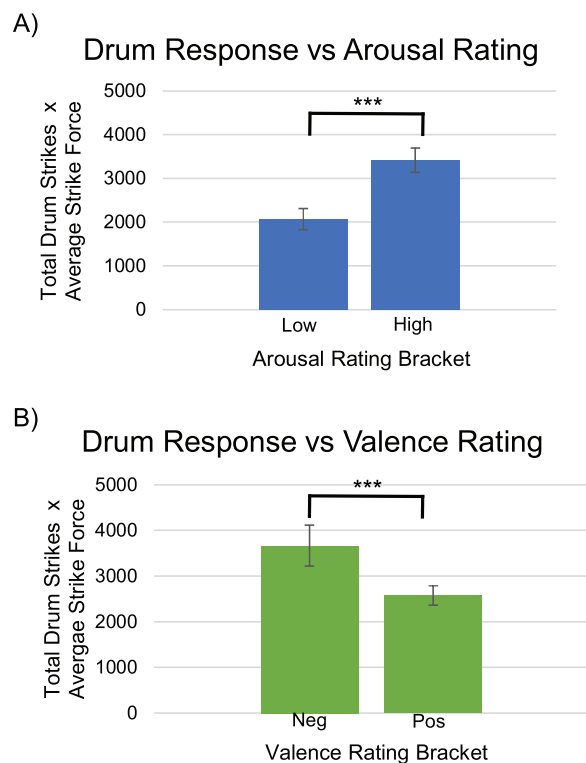 A)
Drum Response vs Arousal Rating
Total Drum Strikes x
Average Strike Force
5000
4000
3000
2000
1000
0
***
Low
High
Arousal Rating Bracket
B)
Drum Response vs Valence Rating
Total Drum Strikes x
Avergae Strike Force
5000
4000
3000
2000
1000
0
***
Neg
Pos
Valence Rating Bracket